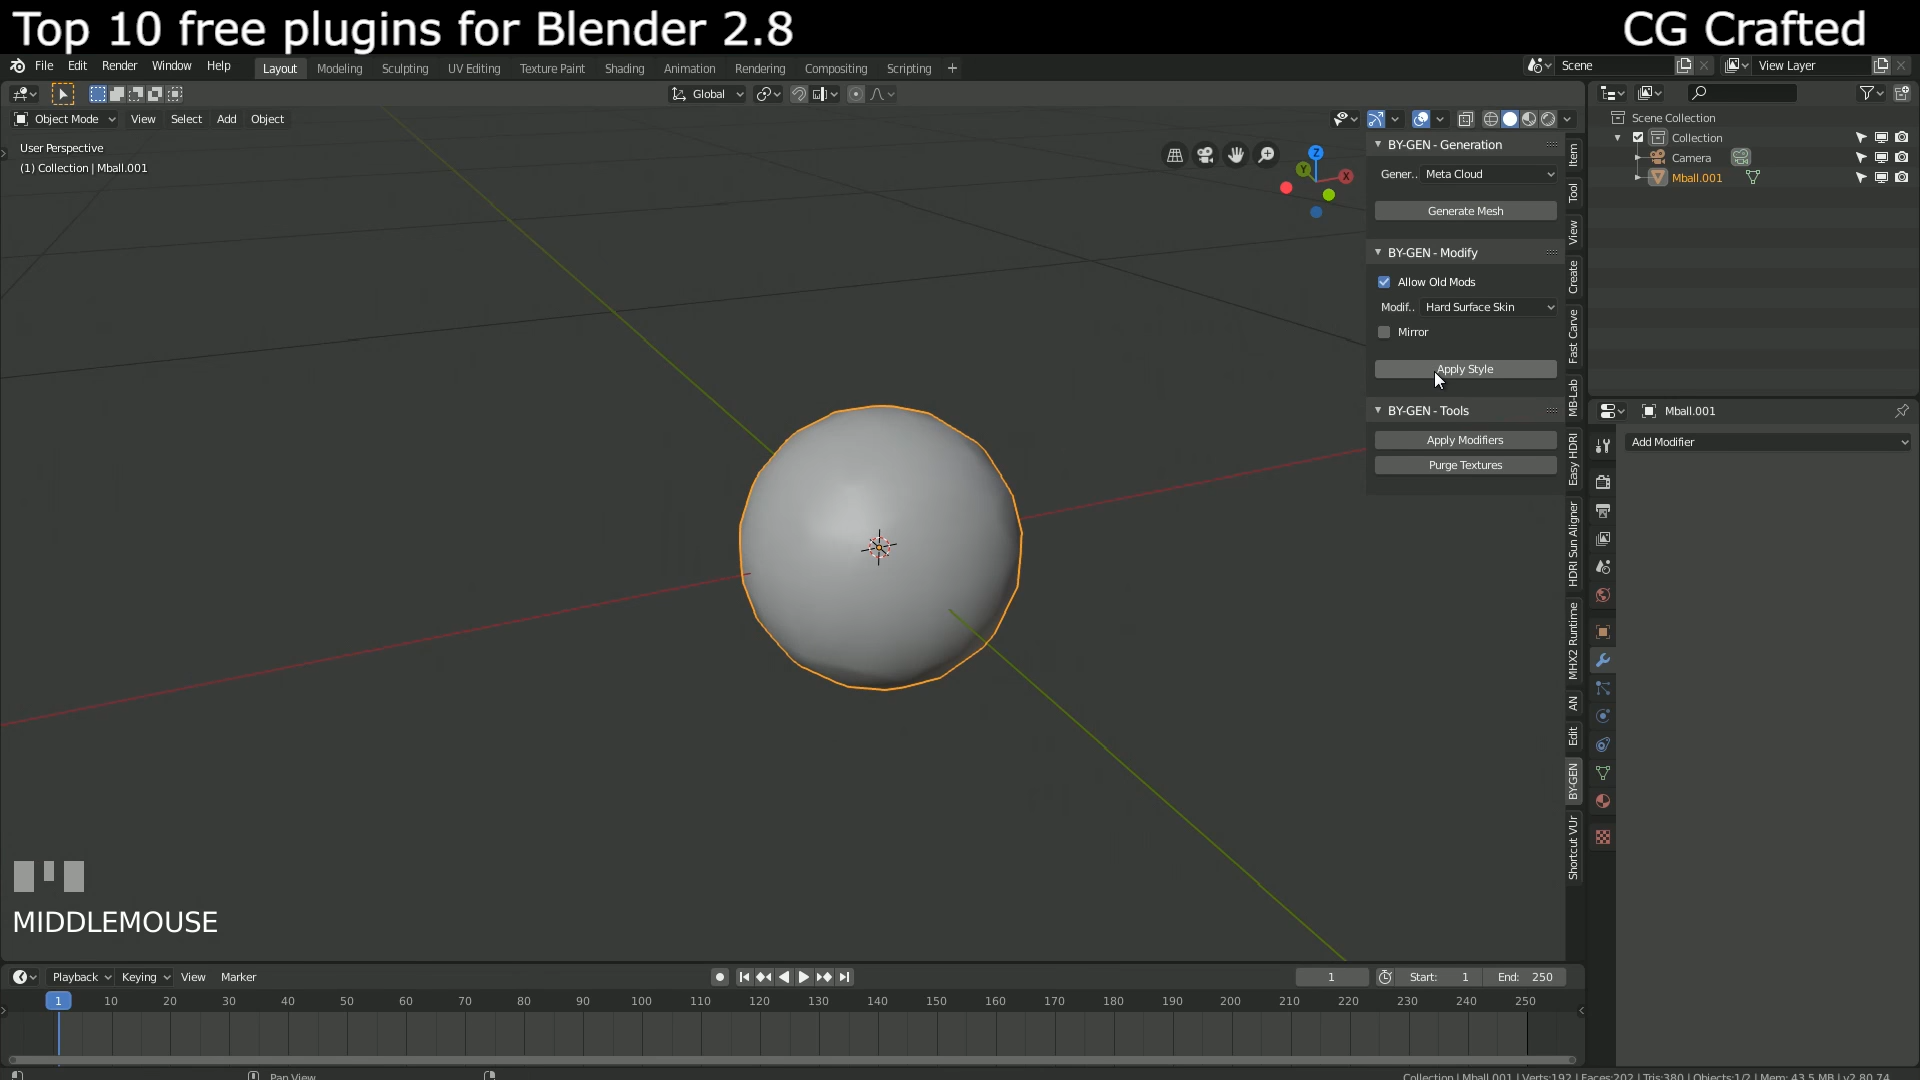 Top 10 free plugins for Blender 2.8
CG Crafted
File Edit Render Window Help
Layout Modeling Sculpting UV Editing Texture Paint Shading Animation Rendering Compositing Scripting +
Scene
View Layer
Global
Object Mode View Select Add Object
User Perspective
(1) Collection | Mball.001
Z
Y
X
BY-GEN - Generation
Gener.. Meta Cloud
Generate Mesh
BY-GEN - Modify
Allow Old Mods
Modif.. Hard Surface Skin
Mirror
Apply Style
BY-GEN - Tools
Apply Modifiers
Purge Textures
Item
Tool
View
Create
Fast Carve
MB-Lab
Easy HDRI
HDRI Sun Aligner
MHX2 Runtime
AN
Edit
BY-GEN
Shortcut VUr
Scene Collection
Collection
Camera
Mball.001
Mball.001
Add Modifier
MIDDLEMOUSE
Playback Keying View Marker
1 Start: 1 End: 250
1 10 20 30 40 50 60 70 80 90 100 110 120 130 140 150 160 170 180 190 200 210 220 230 240 250
Pan View
Collection | Mball.001 | Verts:192 | Faces:202 | Tris:380 | Objects:1/2 | Mem: 43.5 MB | v2.80.74